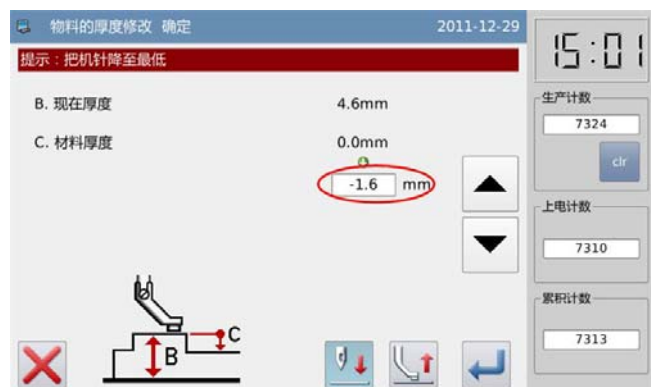 物料的厚度修改 确定 2011-12-29
提示：把机针降至最低
B. 现在厚度 4.6mm
C. 材料厚度 0.0mm
-1.6 mm
C
B
15:01
生产计数
7324
clr
上电计数
7310
累积计数
7313